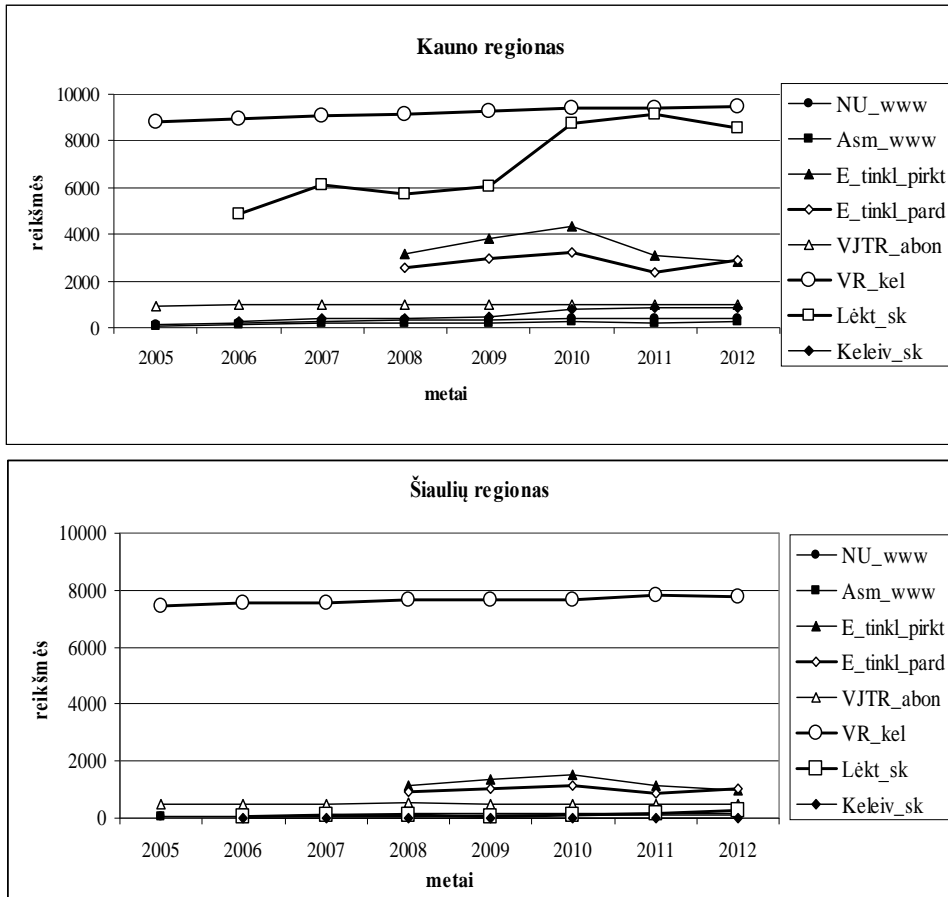 Kauno regionas
10000
8000
6000
4000
2000
0
reikšmės
2005 2006 2007 2008 2009 2010 2011 2012
metai
NU_www
Asm_www
E_tinkl_pirkt
E_tinkl_pard
VJTR_abon
VR_kel
Lėkt_sk
Keleiv_sk
Šiaulių regionas
10000
8000
6000
4000
2000
0
reikšmės
2005 2006 2007 2008 2009 2010 2011 2012
metai
NU_www
Asm_www
E_tinkl_pirkt
E_tinkl_pard
VJTR_abon
VR_kel
Lėkt_sk
Keleiv_sk